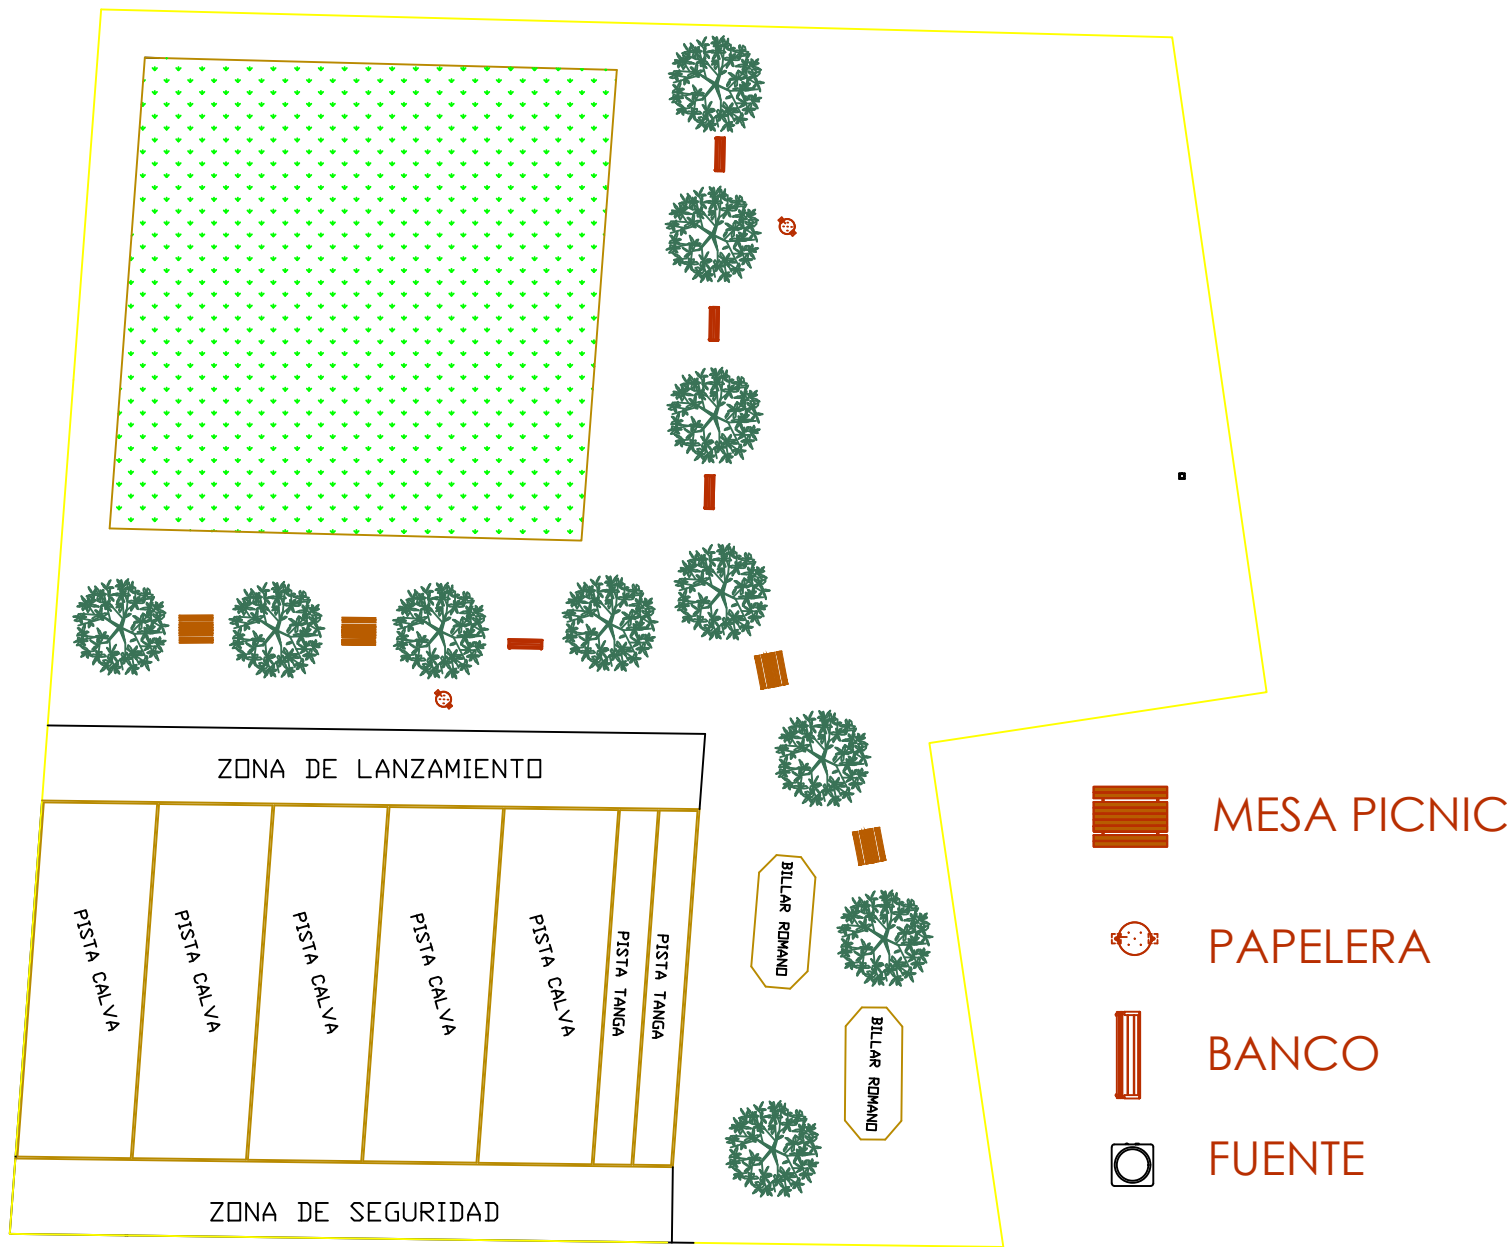 ZONA DE LANZAMIENTO
PISTA CALVA
PISTA CALVA
PISTA CALVA
PISTA CALVA
PISTA CALVA
PISTA TANGA
PISTA TANGA
BILLAR ROMANO
BILLAR ROMANO
ZONA DE SEGURIDAD
MESA PICNIC
PAPELERA
BANCO
FUENTE